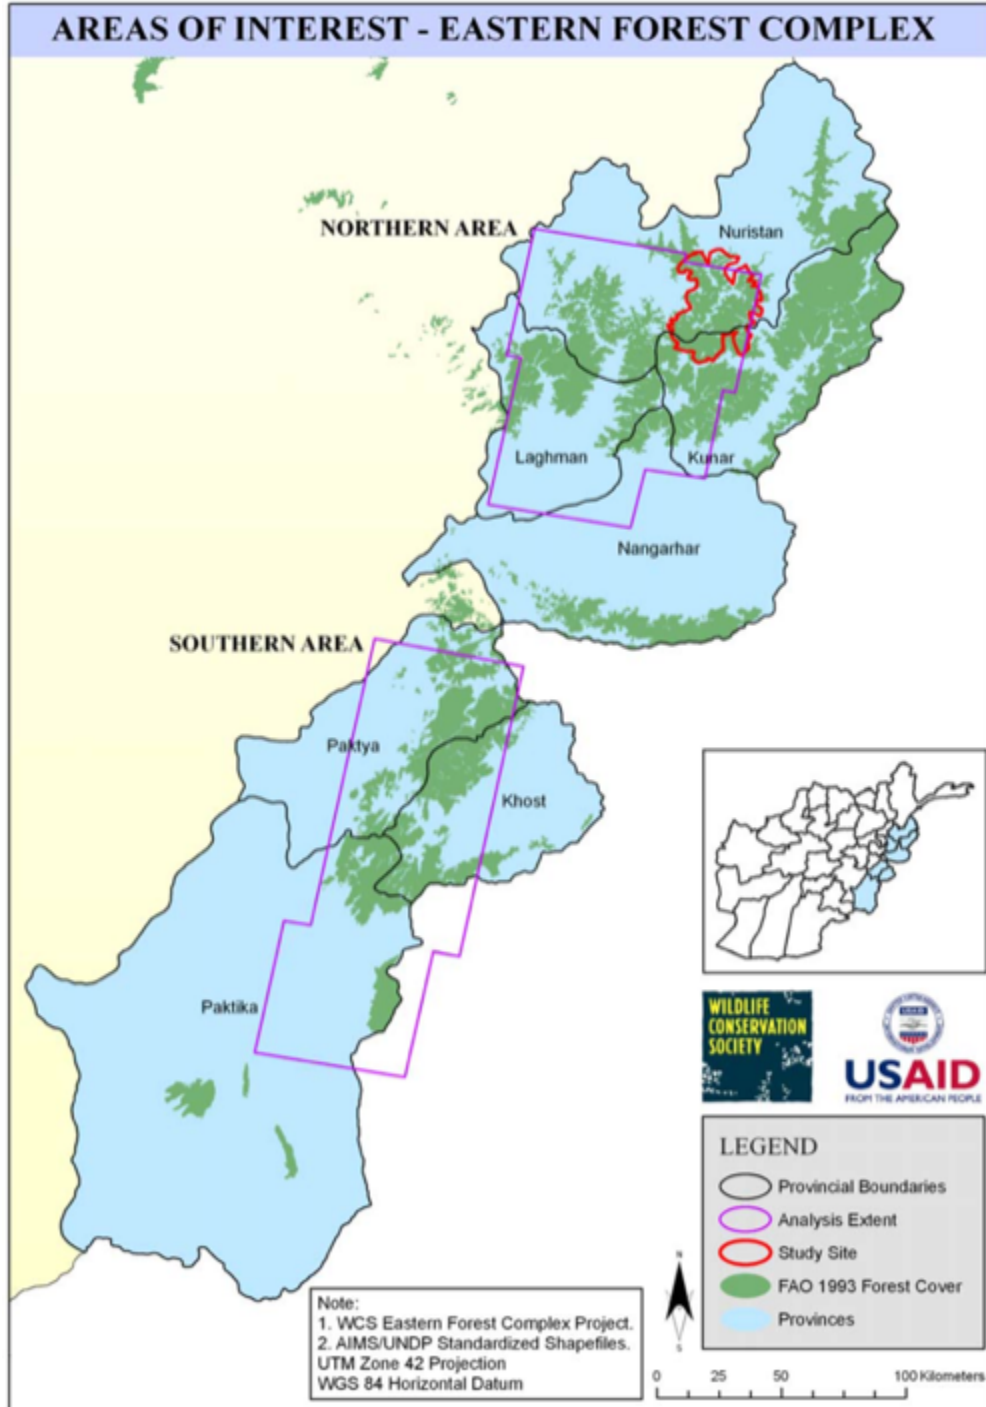 AREAS OF INTEREST - EASTERN FOREST COMPLEX
NORTHERN AREA
Nuristan
Laghman
Kunar
Nangarhar
SOUTHERN AREA
Paktya
Khost
Paktika
WILDLIFE
CONSERVATION
SOCIETY
USAID
FROM THE AMERICAN PEOPLE
LEGEND
Provincial Boundaries
Analysis Extent
Study Site
FAO 1993 Forest Cover
Provinces
Note:
1. WCS Eastern Forest Complex Project.
2. AIMS/UNDP Standardized Shapefiles.
UTM Zone 42 Projection
WGS 84 Horizontal Datum
N
S
0 25 50 100 Kilometers